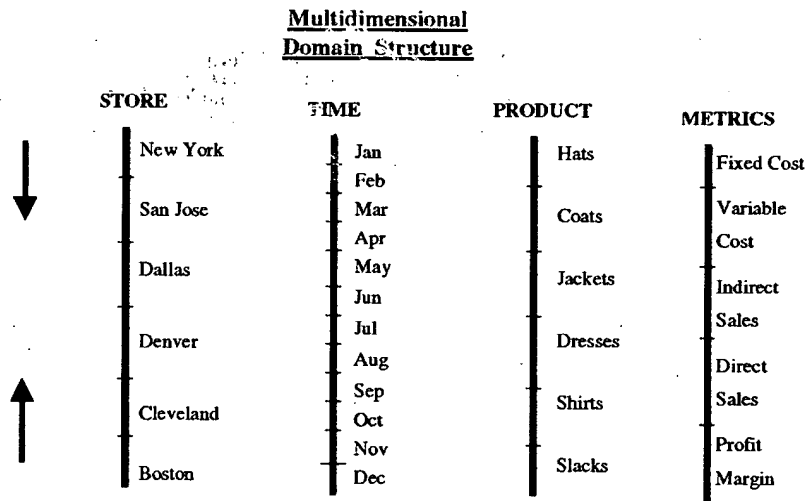 Multidimensional
Domain Structure
STORE
New York
San Jose
Dallas
Denver
Cleveland
Boston
TIME
Jan
Feb
Mar
Apr
May
Jun
Jul
Aug
Sep
Oct
Nov
Dec
PRODUCT
Hats
Coats
Jackets
Dresses
Shirts
Slacks
METRICS
Fixed Cost
Variable
Cost
Indirect
Sales
Direct
Sales
Profit
Margin